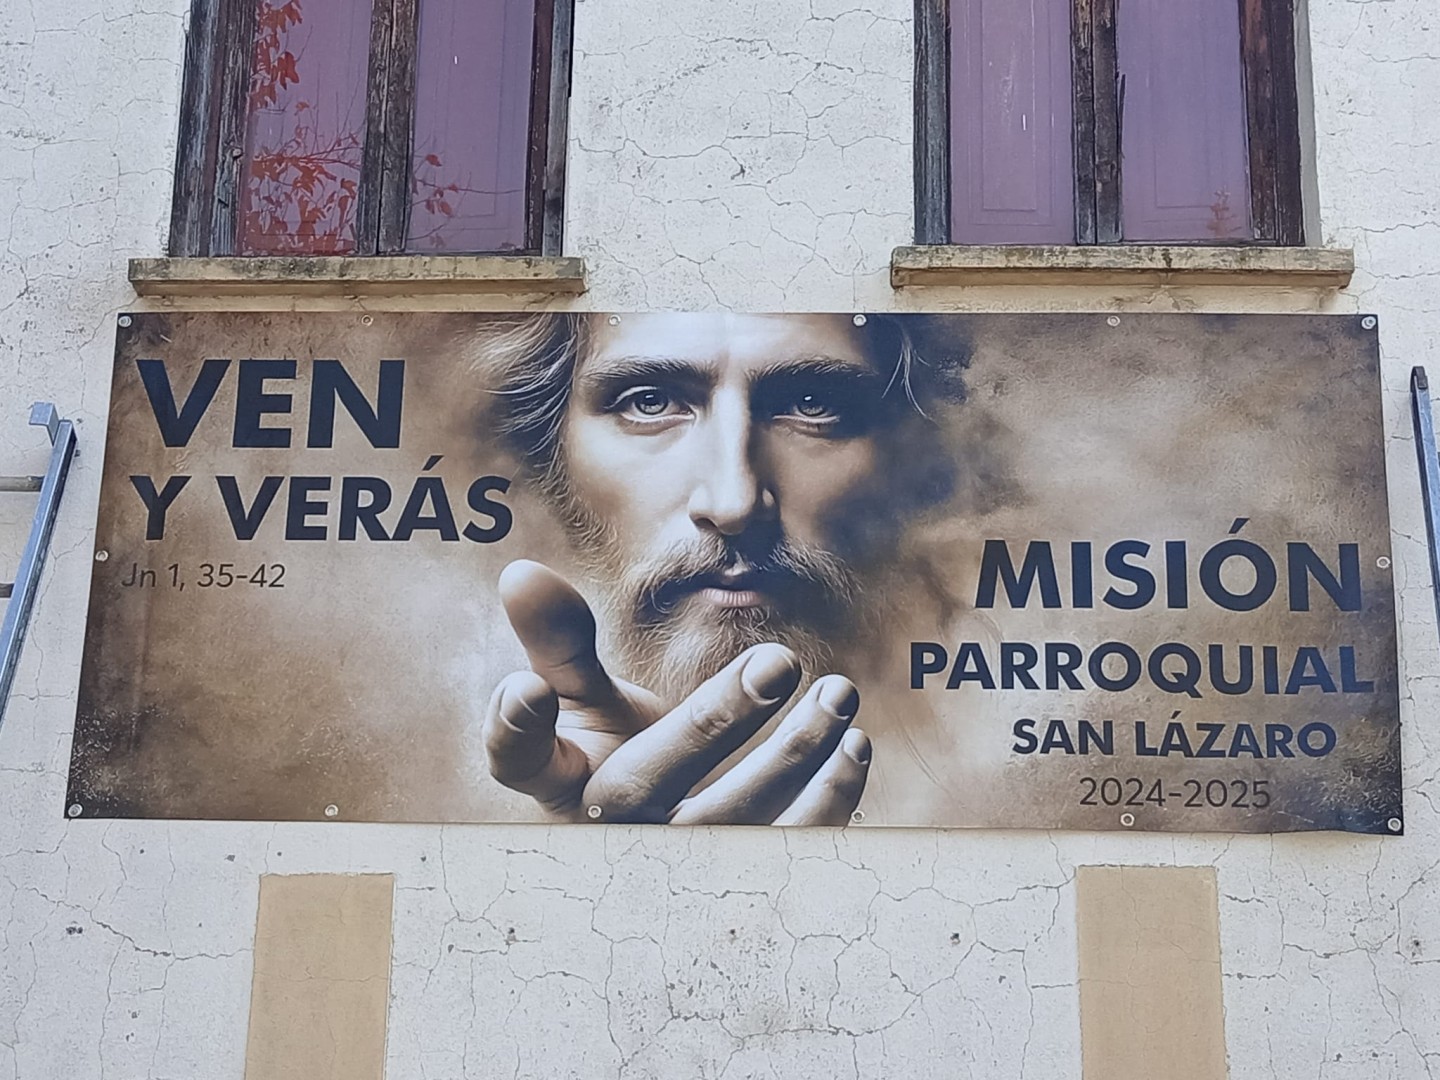 VEN
Y VERÁS
Jn 1, 35-42
MISIÓN
PARROQUIAL
SAN LÁZARO
2024-2025